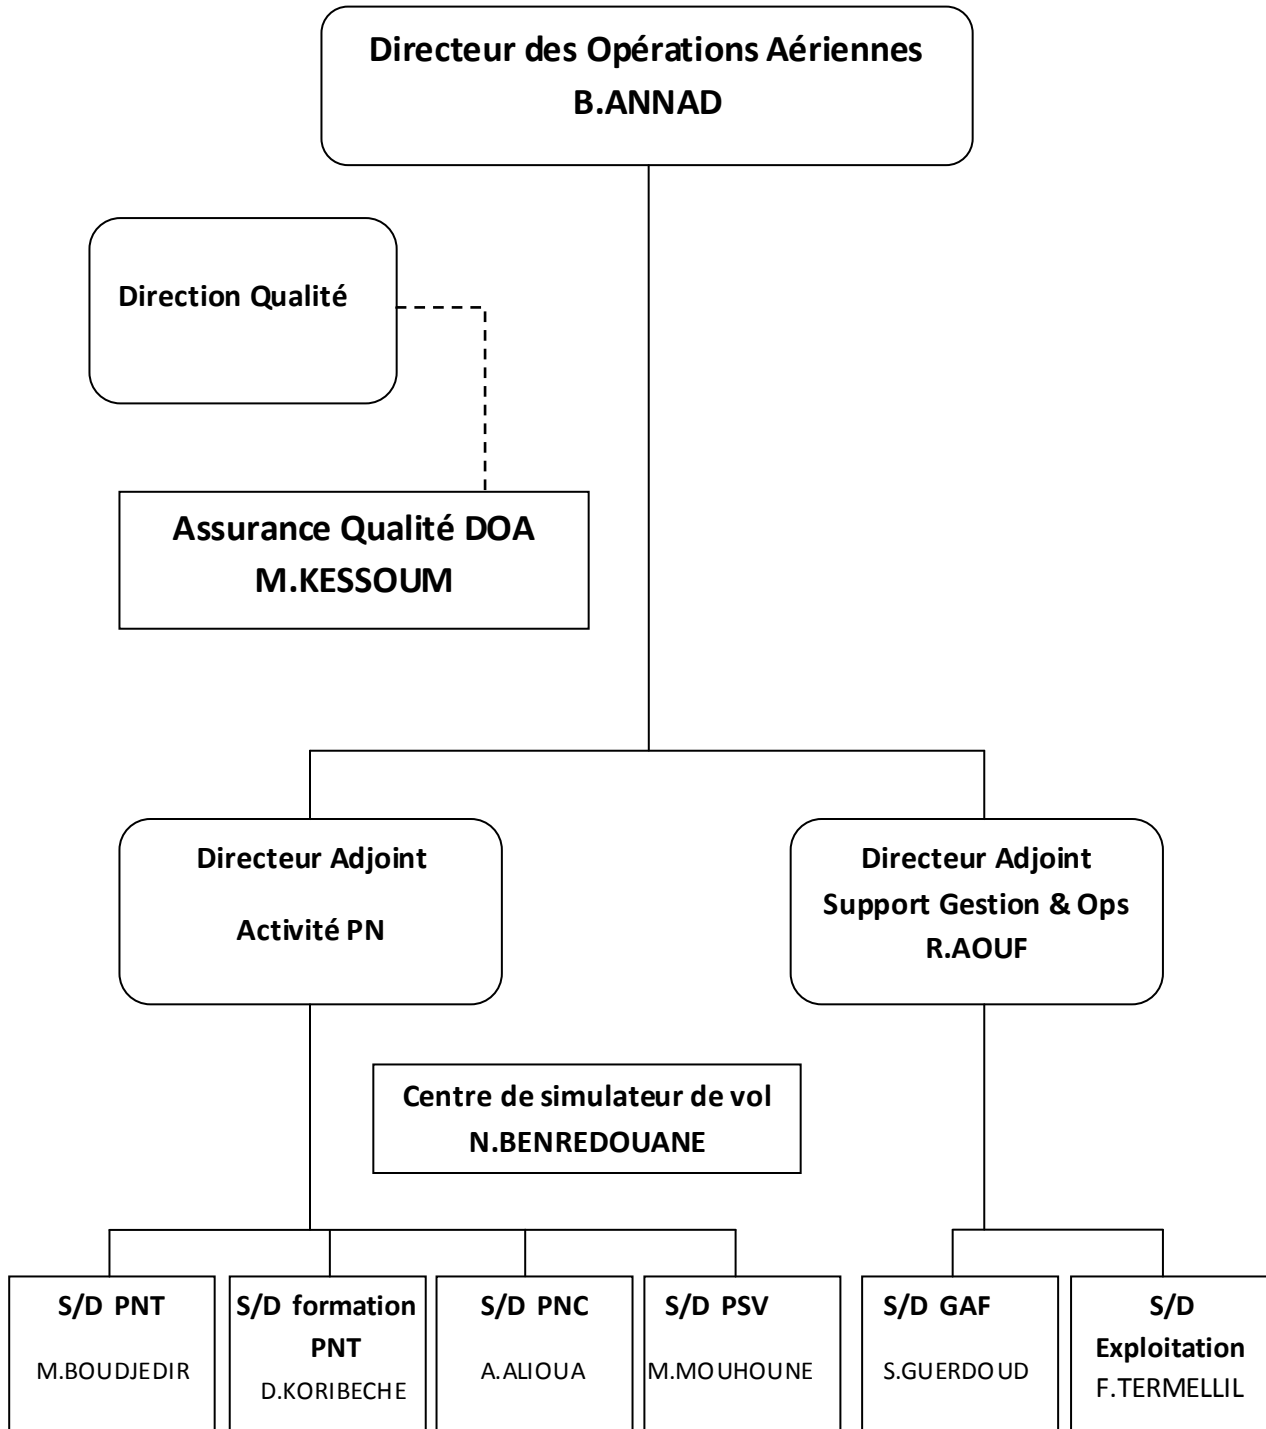 Directeur des Opérations Aériennes
B.ANNAD
Direction Qualité
Assurance Qualité DOA
M.KESSOUM
Directeur Adjoint
Activité PN
Directeur Adjoint
Support Gestion & Ops
R.AOUF
Centre de simulateur de vol
N.BENREDOUANE
S/D PNT
M.BOUDJEDIR
S/D formation
PNT
D.KORIBECHE
S/D PNC
A.ALIOUA
S/D PSV
M.MOUHOUNE
S/D GAF
S.GUERDOUD
S/D
Exploitation
F.TERMELLIL